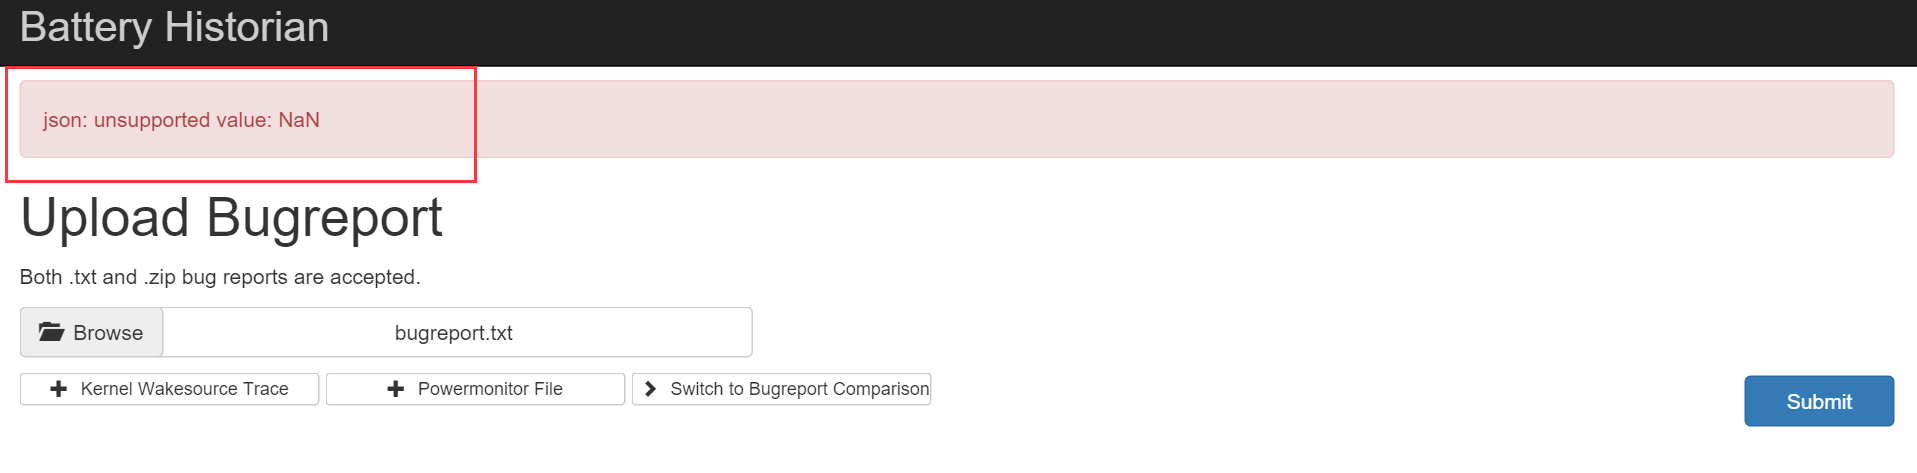 Battery Historian
json: unsupported value: NaN
Upload Bugreport
Both .txt and .zip bug reports are accepted.
Browse
bugreport.txt
Kernel Wakesource Trace
Powermonitor File
Switch to Bugreport Comparison
Submit